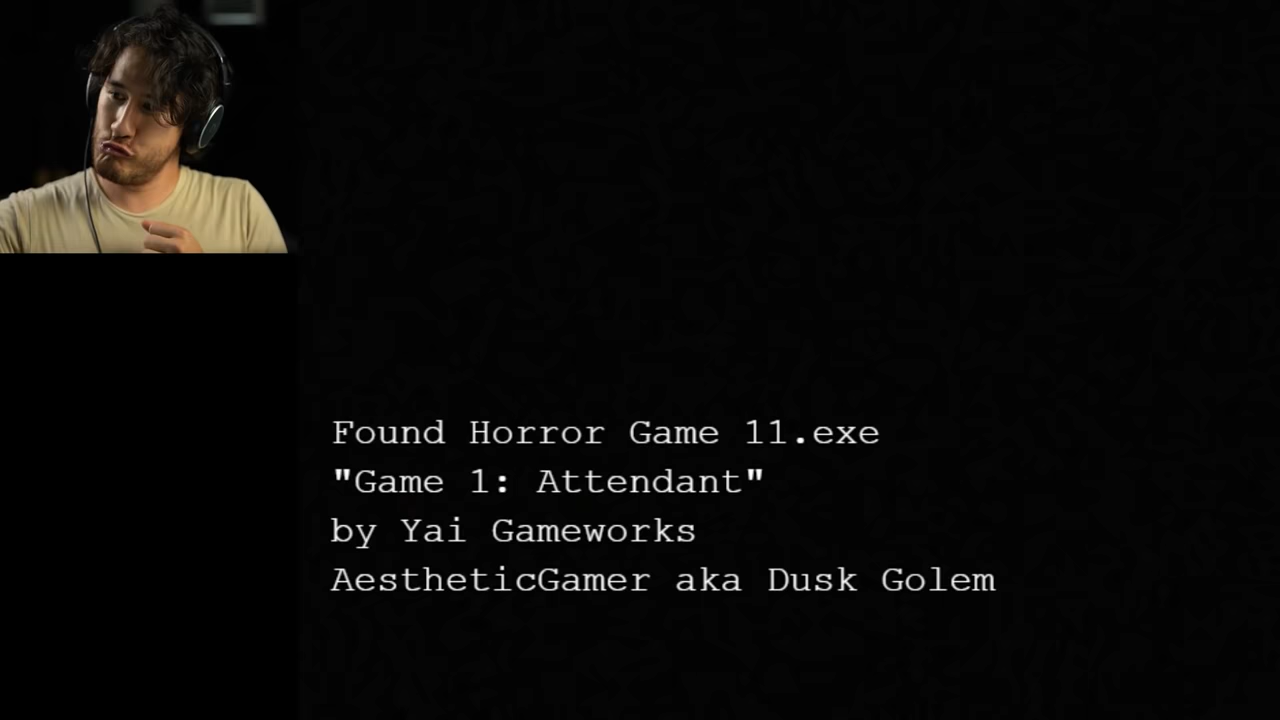 Found Horror Game 11.exe
"Game 1: Attendant"
by Yai Gameworks
AestheticGamer aka Dusk Golem